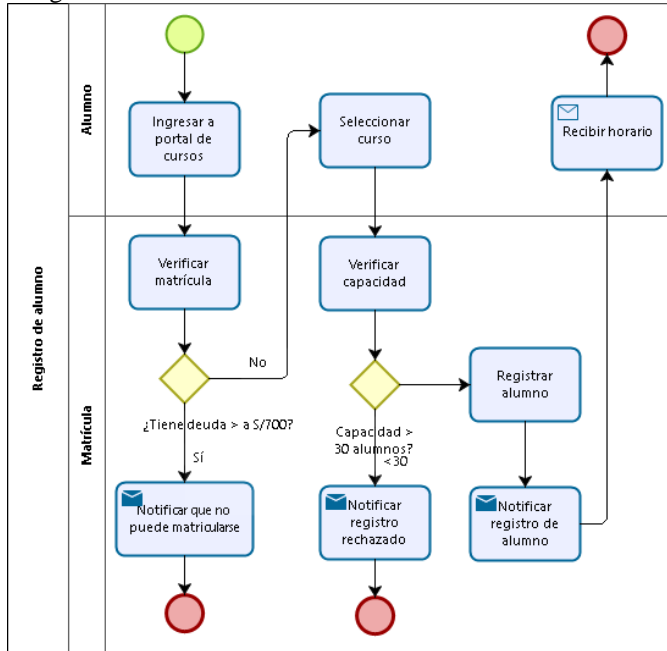 Registro de alumno
Alumno
Matrícula
Ingresar a
portal de
cursos
Seleccionar
curso
Recibir horario
Verificar
matrícula
Verificar
capacidad
No
¿Tiene deuda > a S/700?
Sí
Capacidad >
30 alumnos?
<30
Registrar
alumno
Notificar que no
puede matricularse
Notificar
registro
rechazado
Notificar
registro de
alumno